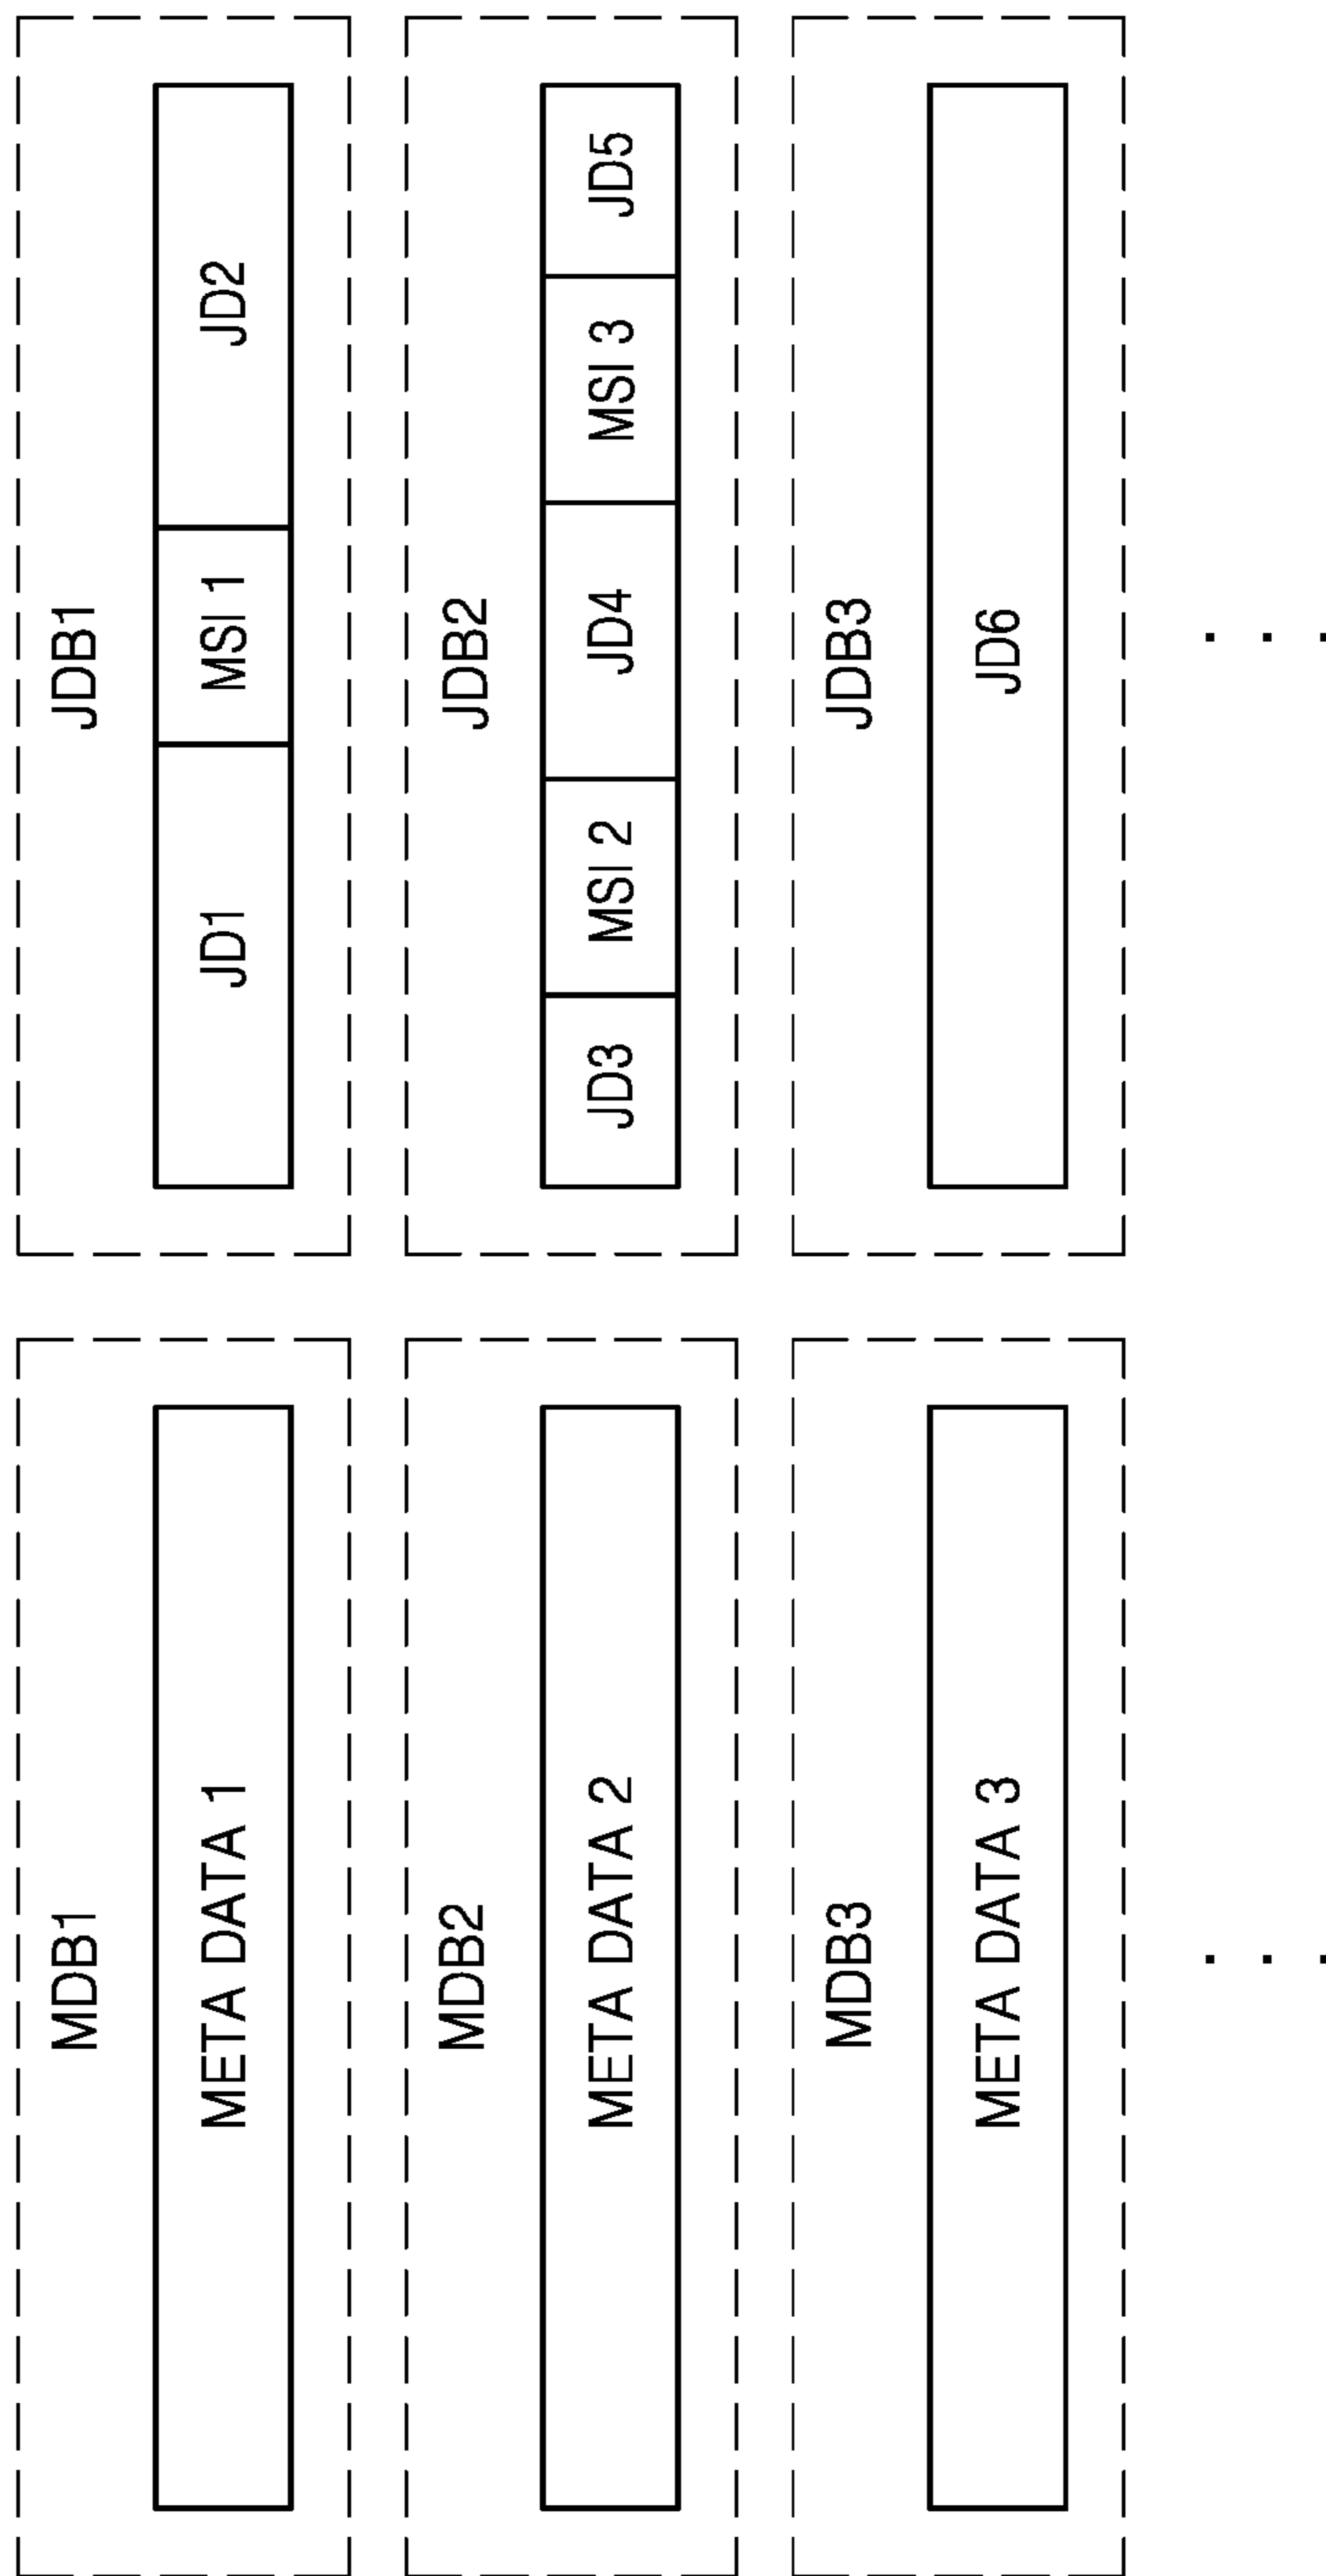 MDB1
META DATA 1
JDB1
JD1
MSI 1
JD2
MDB2
META DATA 2
JDB2
JD3
MSI 2
JD4
MSI 3
JD5
MDB3
META DATA 3
JDB3
JD6
. . .
. . .